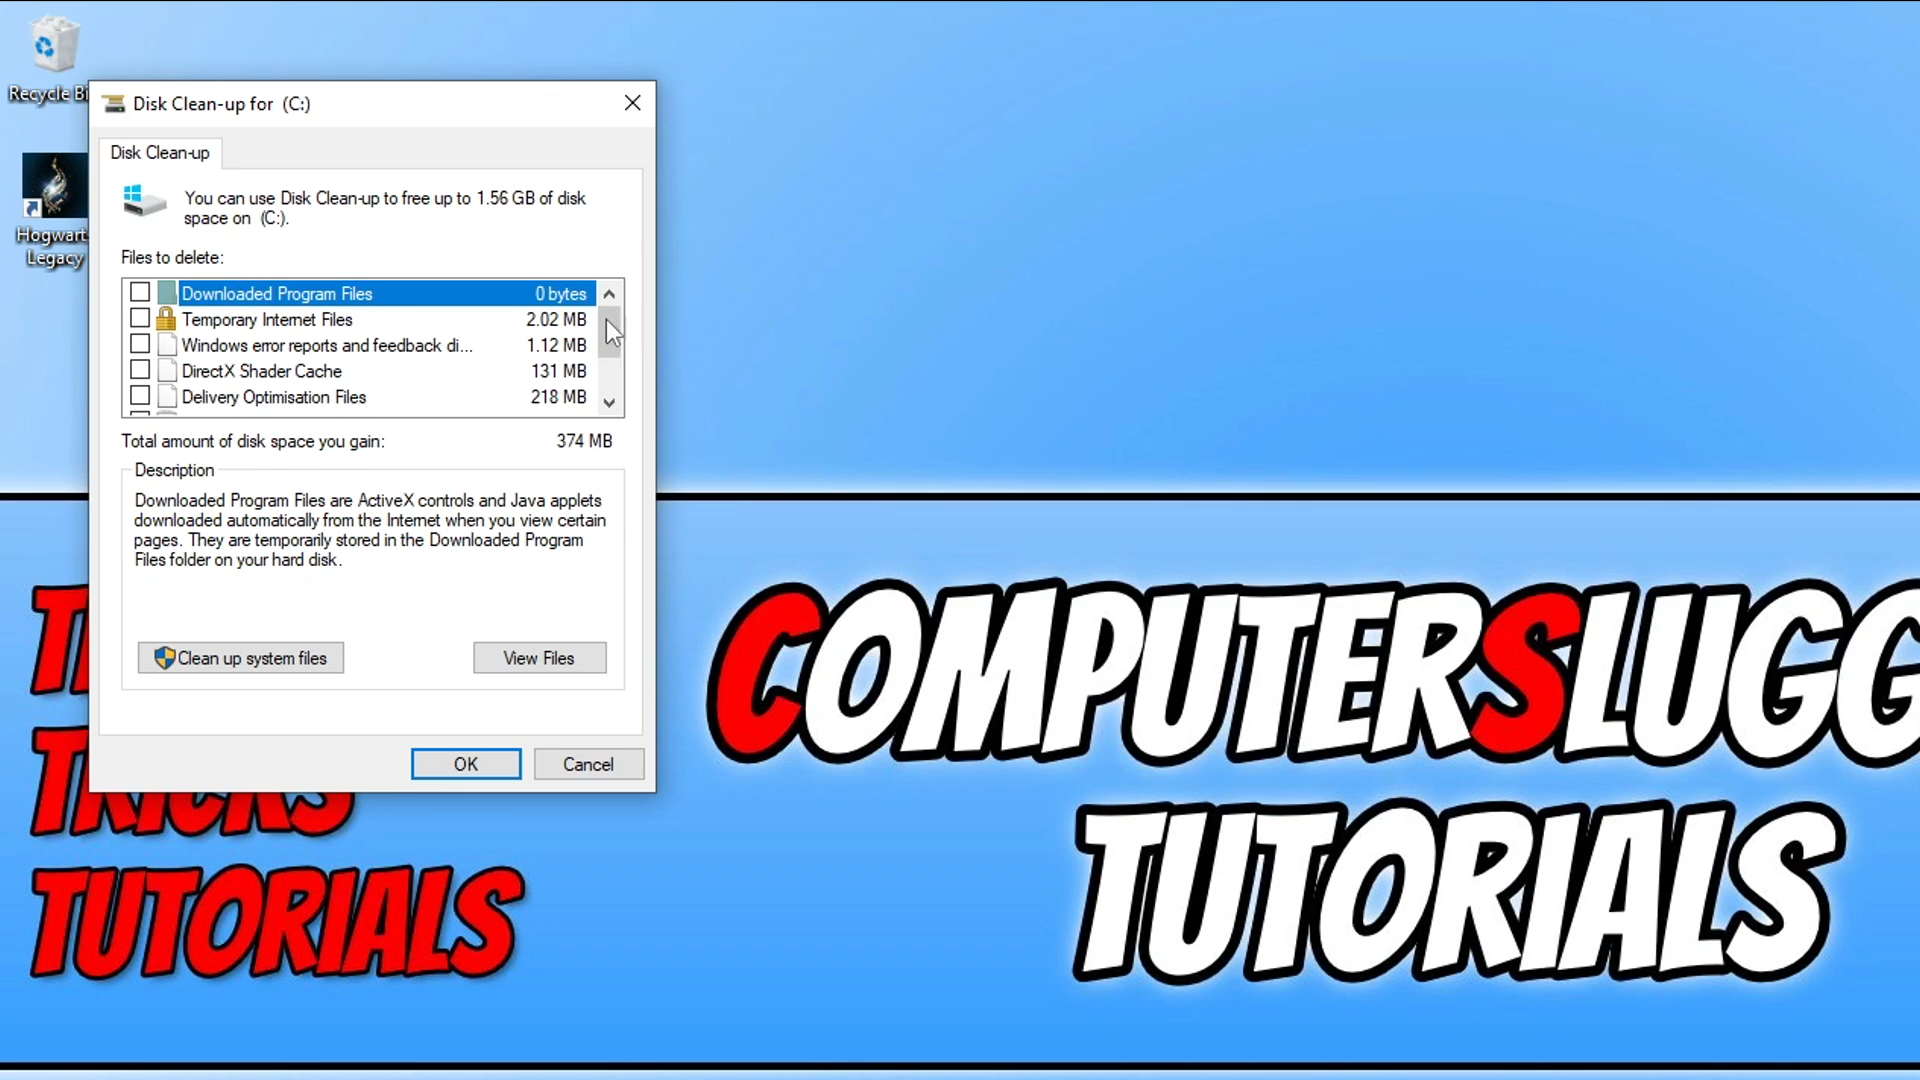 Recycle Bi
Hogwart
Legacy
Disk Clean-up for (C:)
Disk Clean-up
You can use Disk Clean-up to free up to 1.56 GB of disk
space on (C:).
Files to delete:
Downloaded Program Files 0 bytes
Temporary Internet Files 2.02 MB
Windows error reports and feedback di... 1.12 MB
DirectX Shader Cache 131 MB
Delivery Optimisation Files 218 MB
Total amount of disk space you gain: 374 MB
Description
Downloaded Program Files are ActiveX controls and Java applets
downloaded automatically from the Internet when you view certain
pages. They are temporarily stored in the Downloaded Program
Files folder on your hard disk.
Clean up system files
View Files
OK
Cancel
TRICKS
TUTORIALS
COMPUTERSLUGG
TUTORIALS